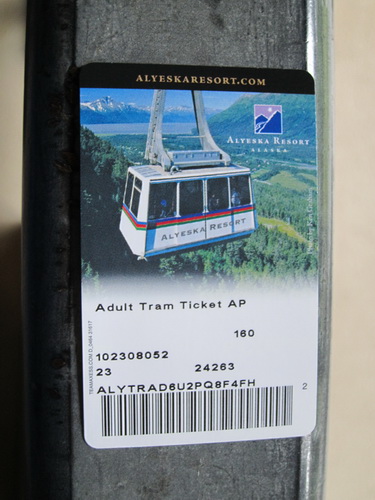 ALYESKARESORT.COM
ALYESKA RESORT
ALASKA
ALYESKA RESORT
Adult Tram Ticket AP
160
102308052
23 24263
ALYTRAD6U2PQ8F4FH
2